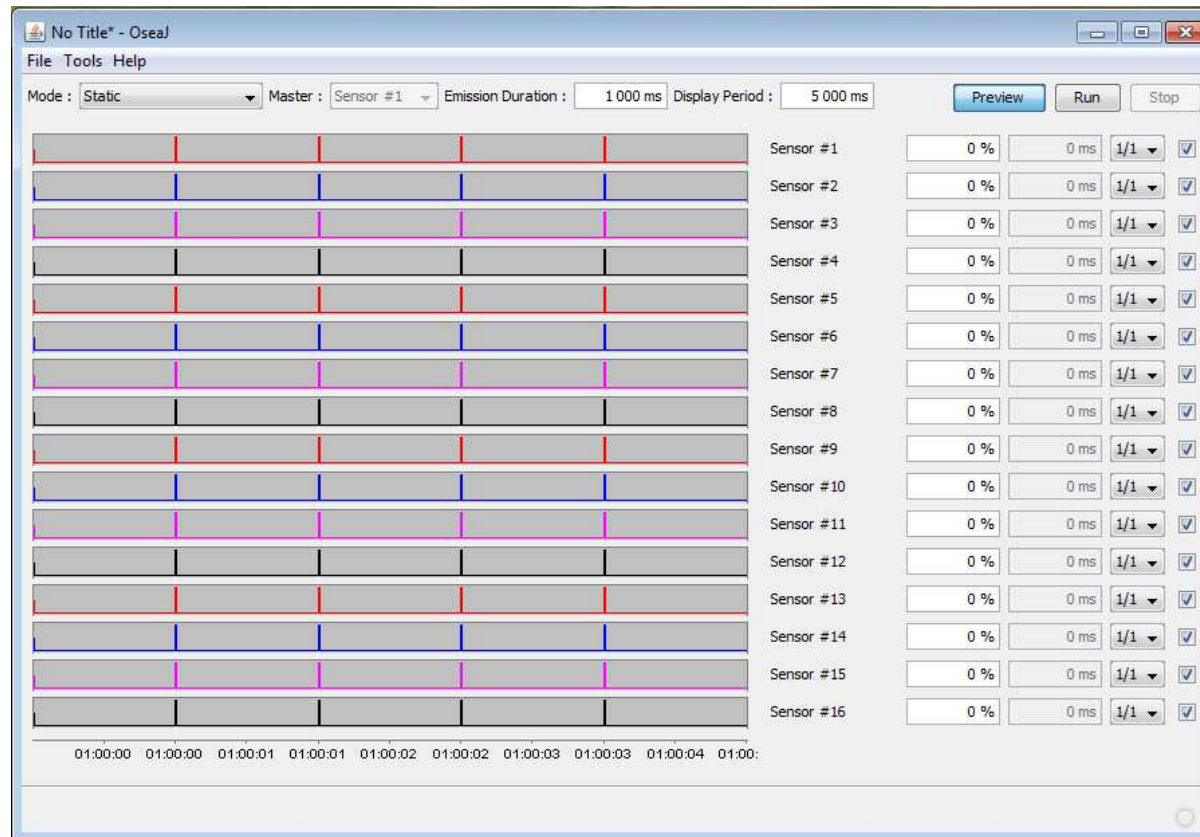 No Title* - OseaJ
File Tools Help
Mode : Static Master : Sensor #1 Emission Duration : 1 000 ms Display Period : 5 000 ms Preview Run Stop
Sensor #1 0 % 0 ms 1/1
Sensor #2 0 % 0 ms 1/1
Sensor #3 0 % 0 ms 1/1
Sensor #4 0 % 0 ms 1/1
Sensor #5 0 % 0 ms 1/1
Sensor #6 0 % 0 ms 1/1
Sensor #7 0 % 0 ms 1/1
Sensor #8 0 % 0 ms 1/1
Sensor #9 0 % 0 ms 1/1
Sensor #10 0 % 0 ms 1/1
Sensor #11 0 % 0 ms 1/1
Sensor #12 0 % 0 ms 1/1
Sensor #13 0 % 0 ms 1/1
Sensor #14 0 % 0 ms 1/1
Sensor #15 0 % 0 ms 1/1
Sensor #16 0 % 0 ms 1/1
01:00:00 01:00:00 01:00:01 01:00:01 01:00:02 01:00:02 01:00:03 01:00:03 01:00:04 01:00: